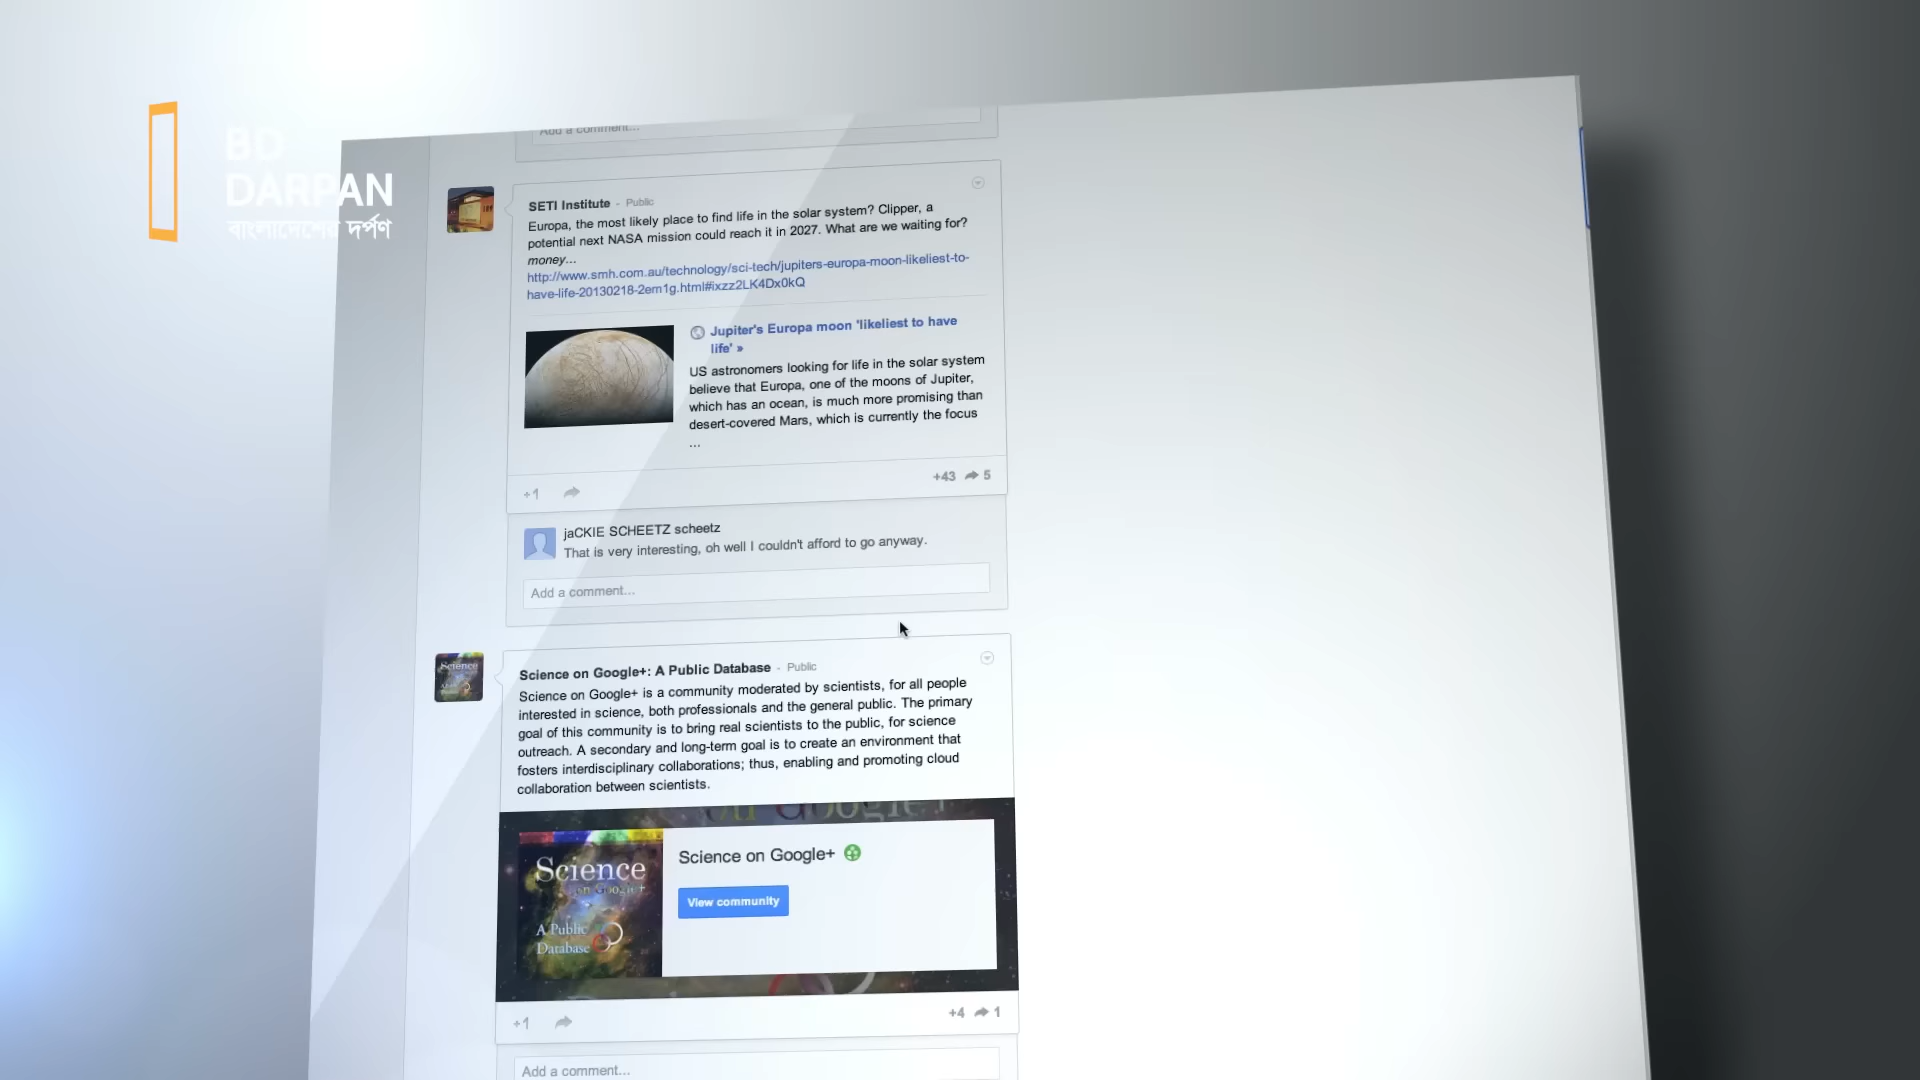 BD
DARPAN
বাংলাদেশের দর্পণ
Add a comment...
SETI Institute - Public
Europa, the most likely place to find life in the solar system? Clipper, a
potential next NASA mission could reach it in 2027. What are we waiting for?
money...
http://www.smh.com.au/technology/sci-tech/jupiters-europa-moon-likeliest-to-
have-life-20130218-2em1g.html#ixzz2LK4Dx0kQ
Jupiter's Europa moon 'likeliest to have
life' »
US astronomers looking for life in the solar system
believe that Europa, one of the moons of Jupiter,
which has an ocean, is much more promising than
desert-covered Mars, which is currently the focus
...
+1
+43 5
jaCKIE SCHEETZ scheetz
That is very interesting, oh well I couldn't afford to go anyway.
Add a comment...
Science on Google+: A Public Database - Public
Science on Google+ is a community moderated by scientists, for all people
interested in science, both professionals and the general public. The primary
goal of this community is to bring real scientists to the public, for science
outreach. A secondary and long-term goal is to create an environment that
fosters interdisciplinary collaborations; thus, enabling and promoting cloud
collaboration between scientists.
on Google+
Science
on Google+
A Public
Database
Science on Google+
View community
+1
+4 1
Add a comment...